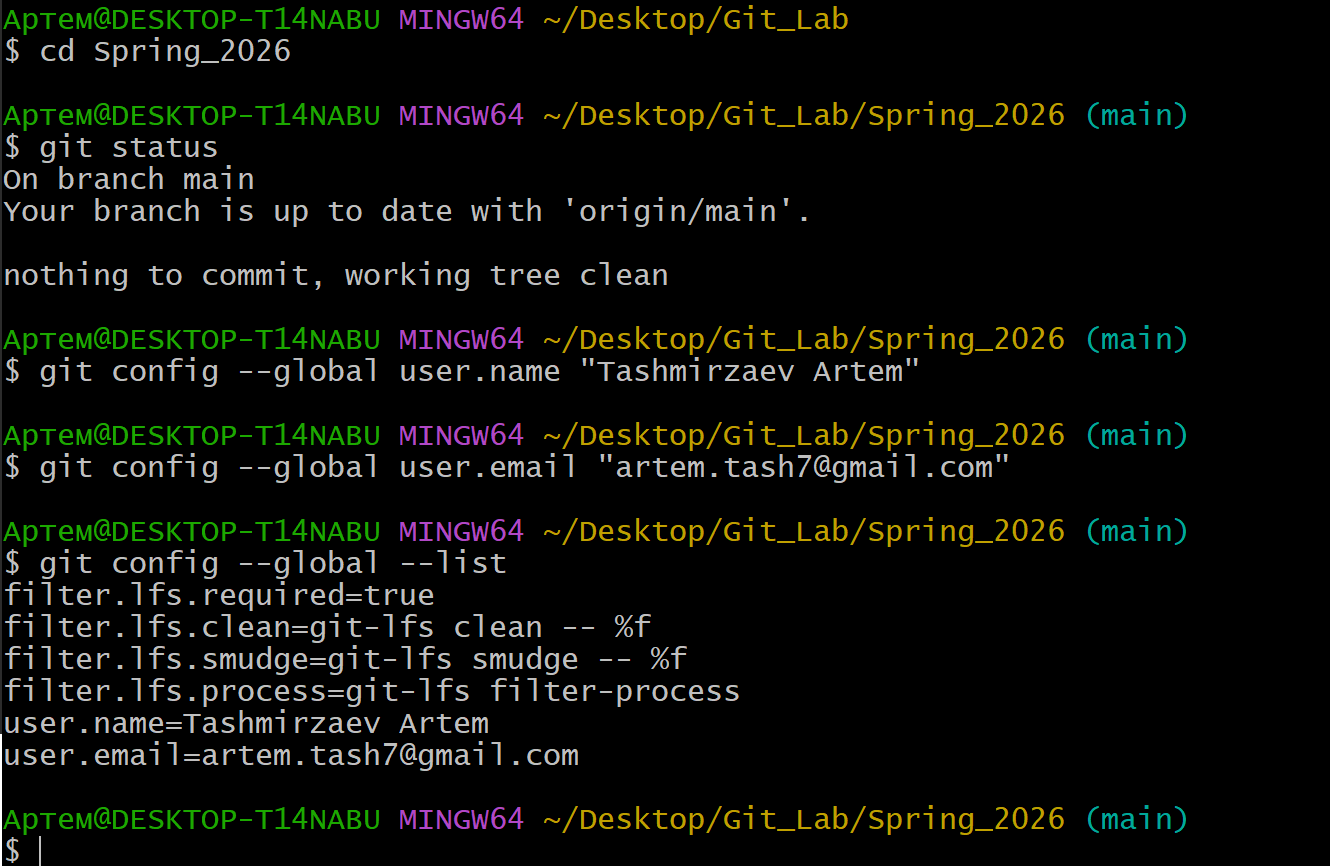 Артем@DESKTOP-T14NABU MINGW64 ~/Desktop/Git_Lab
$ cd Spring_2026
Артем@DESKTOP-T14NABU MINGW64 ~/Desktop/Git_Lab/Spring_2026 (main)
$ git status
On branch main
Your branch is up to date with 'origin/main'.
nothing to commit, working tree clean
Артем@DESKTOP-T14NABU MINGW64 ~/Desktop/Git_Lab/Spring_2026 (main)
$ git config --global user.name "Tashmirzaev Artem"
Артем@DESKTOP-T14NABU MINGW64 ~/Desktop/Git_Lab/Spring_2026 (main)
$ git config --global user.email "artem.tash7@gmail.com"
Артем@DESKTOP-T14NABU MINGW64 ~/Desktop/Git_Lab/Spring_2026 (main)
$ git config --global --list
filter.lfs.required=true
filter.lfs.clean=git-lfs clean -- %f
filter.lfs.smudge=git-lfs smudge -- %f
filter.lfs.process=git-lfs filter-process
user.name=Tashmirzaev Artem
user.email=artem.tash7@gmail.com
Артем@DESKTOP-T14NABU MINGW64 ~/Desktop/Git_Lab/Spring_2026 (main)
$